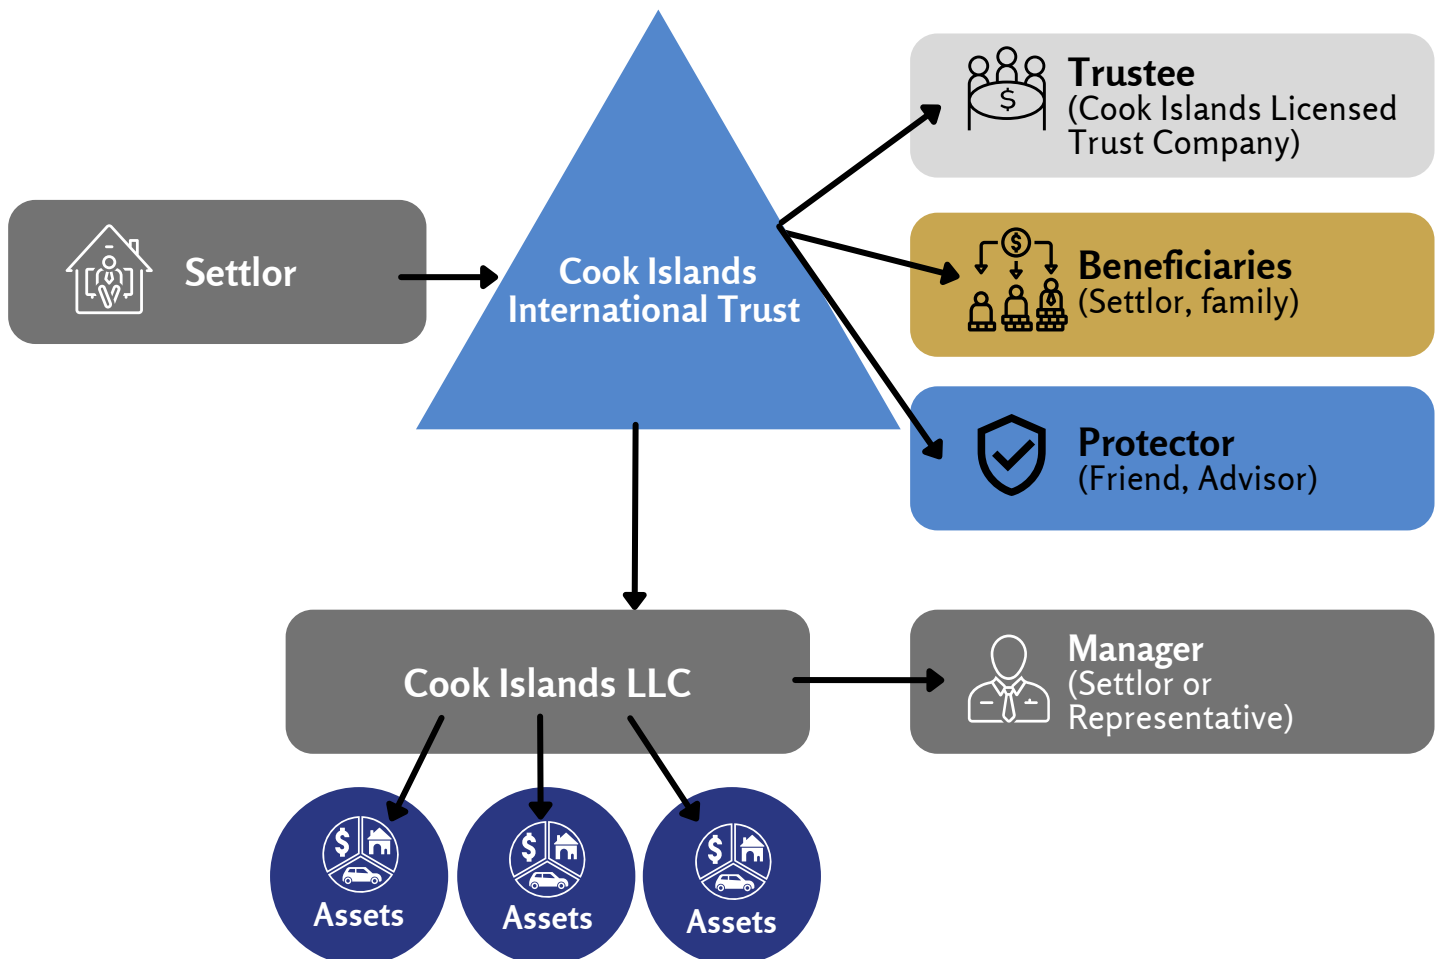 Settlor
Cook Islands
International Trust
Trustee
(Cook Islands Licensed
Trust Company)
Beneficiaries
(Settlor, family)
Protector
(Friend, Advisor)
Cook Islands LLC
Manager
(Settlor or
Representative)
$
$
$
$
$
Assets
Assets
Assets